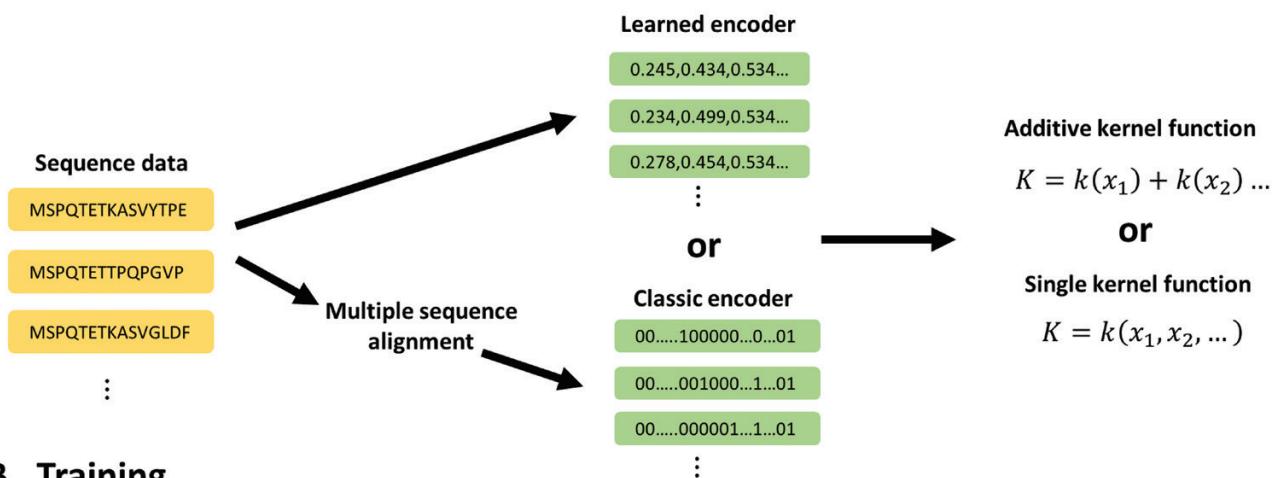 Sequence data
MSPQTETKASVYTPE
MSPQTETTPQPGVP
MSPQTETKASVGLDF
⋮
Multiple sequence
alignment
Learned encoder
0.245,0.434,0.534...
0.234,0.499,0.534...
0.278,0.454,0.534...
⋮
or
Classic encoder
00.....100000...0...01
00.....001000...1...01
00.....000001...1...01
⋮
Additive kernel function
K = k(x₁) + k(x₂) ...
or
Single kernel function
K = k(x₁, x₂, ... )
Training